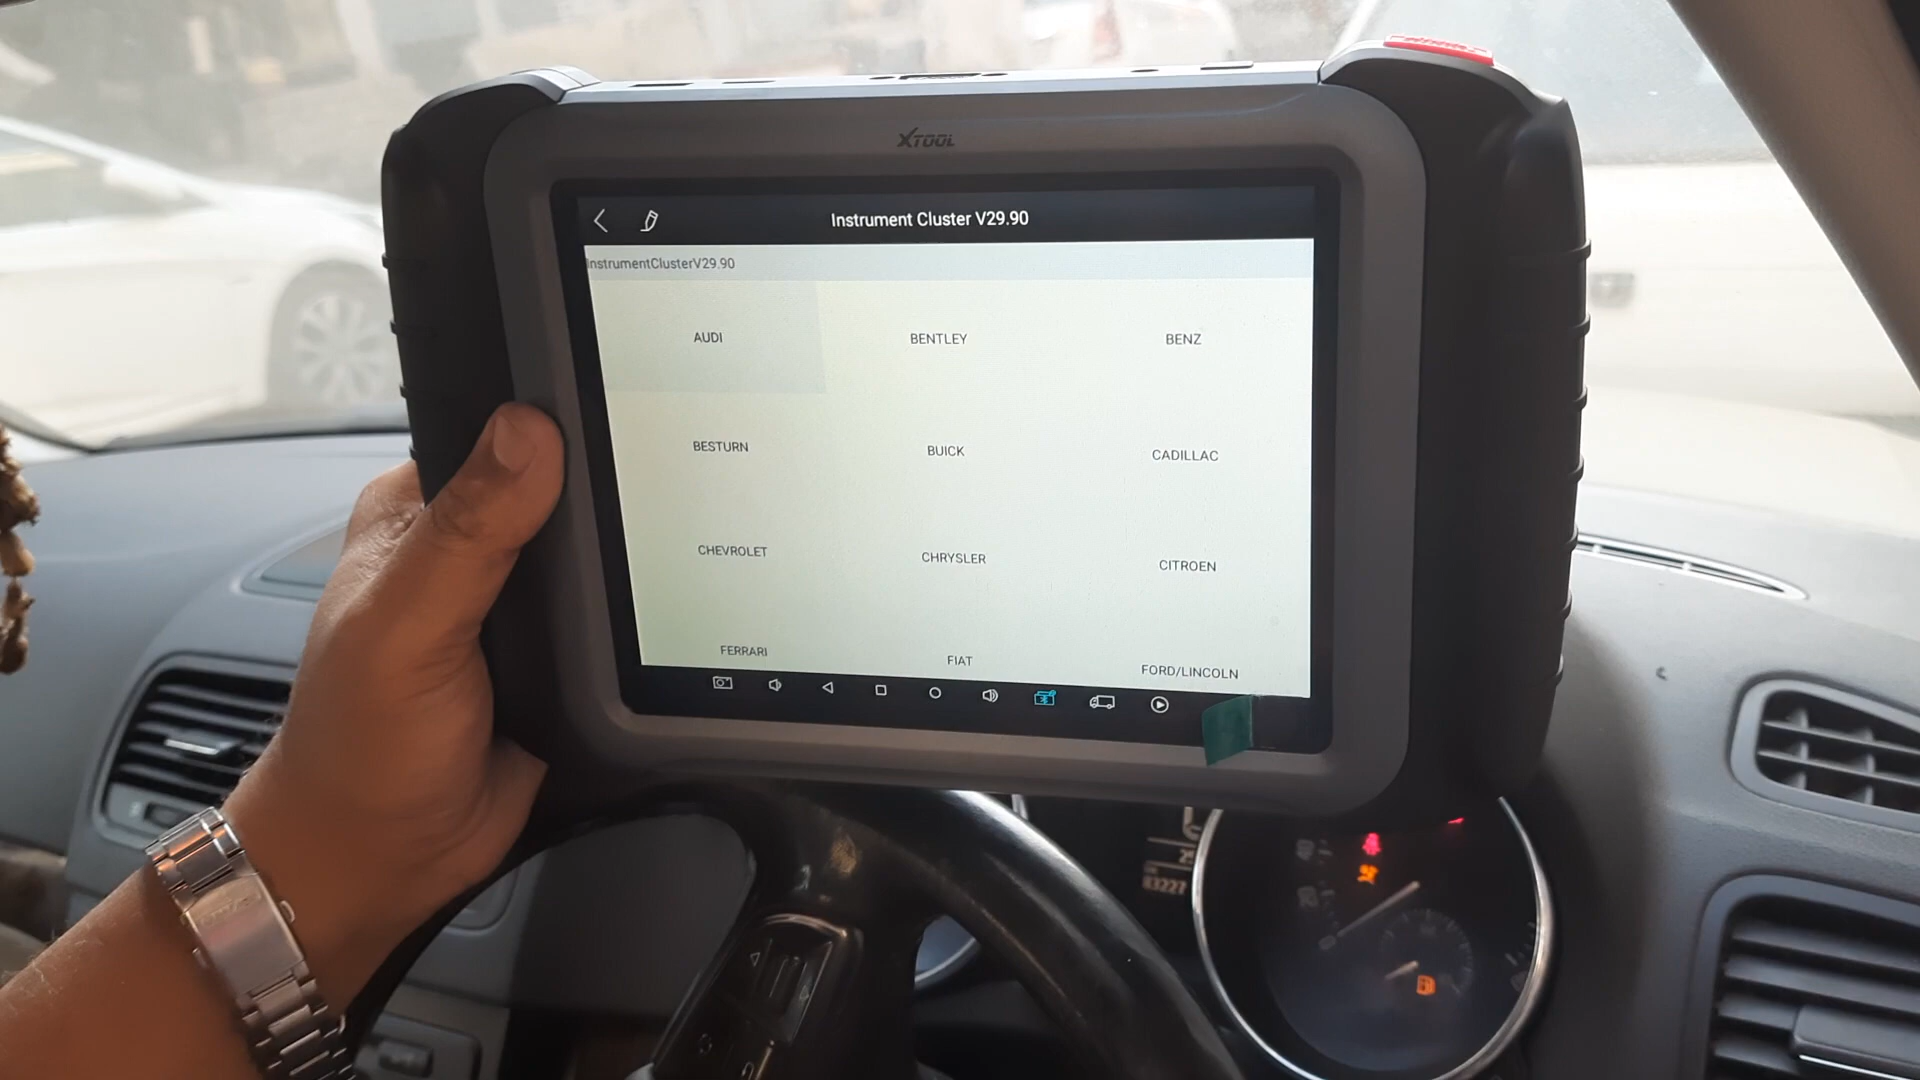 XTOOL
Instrument Cluster V29.90
InstrumentClusterV29.90
AUDI
BENTLEY
BENZ
BESTURN
BUICK
CADILLAC
CHEVROLET
CHRYSLER
CITROEN
FERRARI
FIAT
FORD/LINCOLN
83227